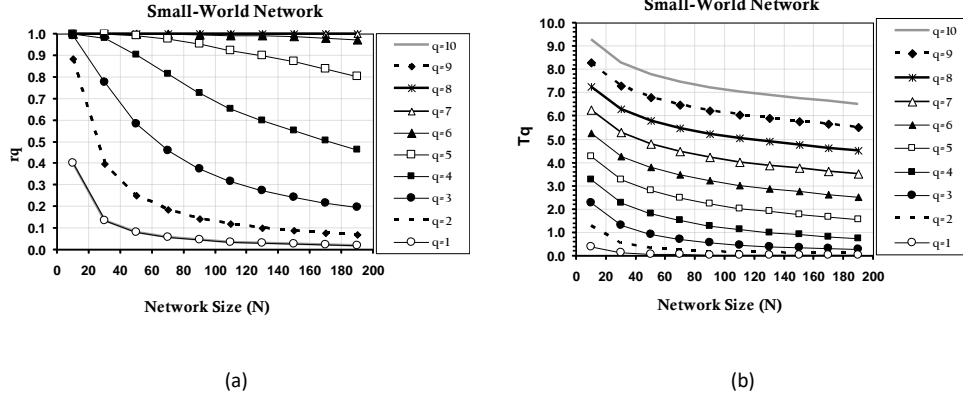 Small-World Network
1.0
0.9
0.8
0.7
0.6
0.5
0.4
0.3
0.2
0.1
0.0
rq
0 20 40 60 80 100 120 140 160 180 200
Network Size (N)
q=10
q=9
q=8
q=7
q=6
q=5
q=4
q=3
q=2
q=1
(a)
Small-World Network
10.0
9.0
8.0
7.0
6.0
5.0
4.0
3.0
2.0
1.0
0.0
Tq
0 20 40 60 80 100 120 140 160 180 200
Network Size (N)
q=10
q=9
q=8
q=7
q=6
q=5
q=4
q=3
q=2
q=1
(b)